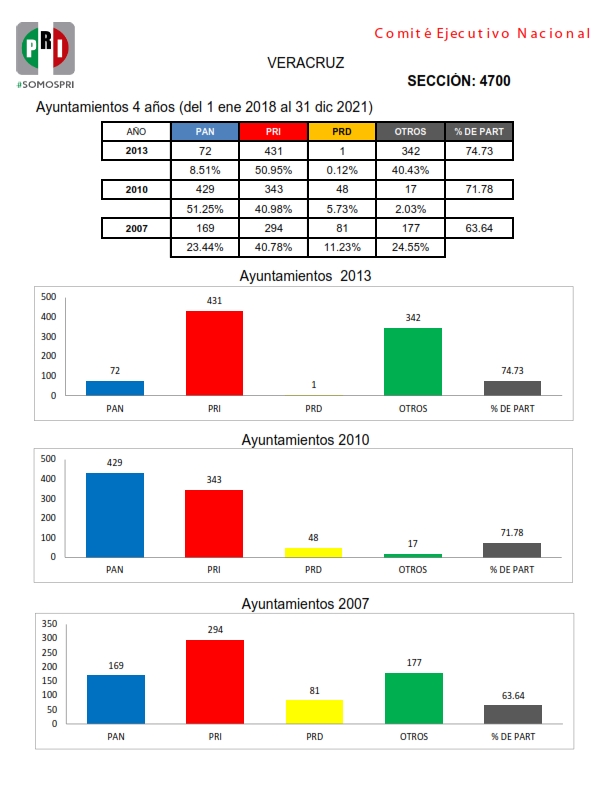 Comité Ejecutivo Nacional
PRI
#SOMOSPRI
VERACRUZ
SECCIÓN: 4700
Ayuntamientos 4 años (del 1 ene 2018 al 31 dic 2021)
AÑO PAN PRI PRD OTROS % DE PART
2013 72 431 1 342 74.73
8.51% 50.95% 0.12% 40.43%
2010 429 343 48 17 71.78
51.25% 40.98% 5.73% 2.03%
2007 169 294 81 177 63.64
23.44% 40.78% 11.23% 24.55%
Ayuntamientos 2013
500
400
300
200
100
0
72 431 1 342 74.73
PAN PRI PRD OTROS % DE PART
Ayuntamientos 2010
500
400
300
200
100
0
429 343 48 17 71.78
PAN PRI PRD OTROS % DE PART
Ayuntamientos 2007
350
300
250
200
150
100
50
0
169 294 81 177 63.64
PAN PRI PRD OTROS % DE PART